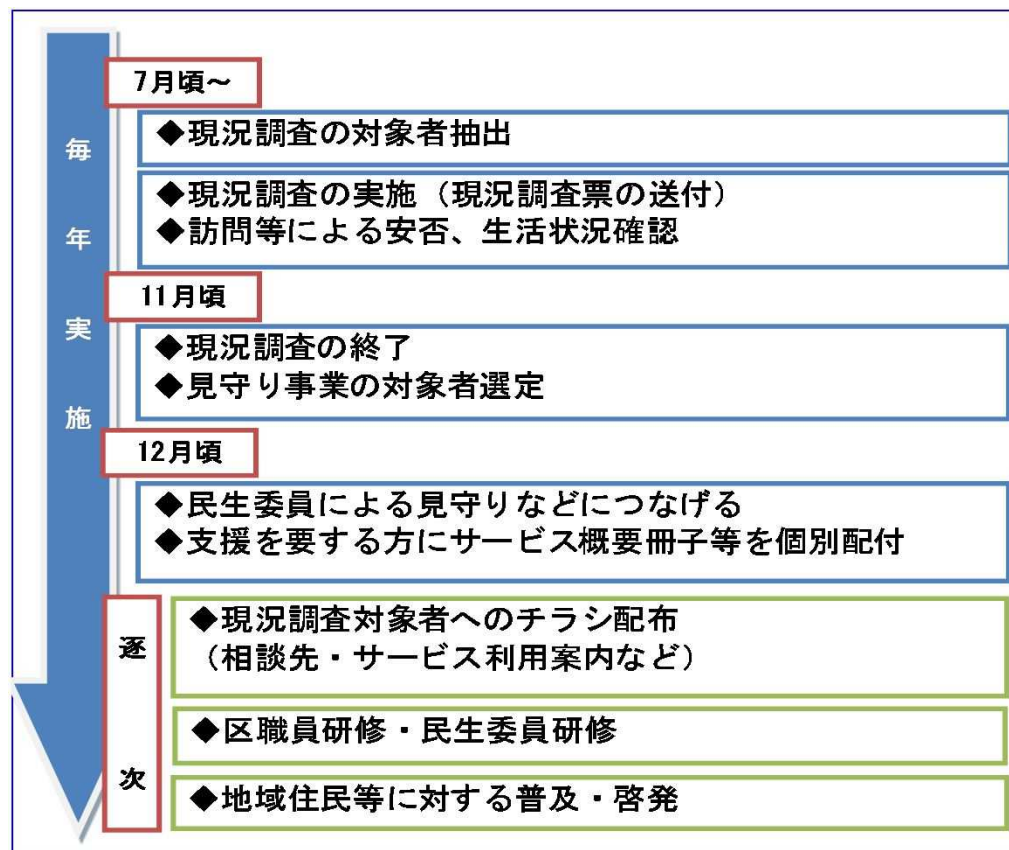 毎年実施
7月頃～
◆現況調査の対象者抽出
◆現況調査の実施（現況調査票の送付）
◆訪問等による安否、生活状況確認
11月頃
◆現況調査の終了
◆見守り事業の対象者選定
12月頃
◆民生委員による見守りなどにつなげる
◆支援を要する方にサービス概要冊子等を個別配付
逐次
◆現況調査対象者へのチラシ配布
（相談先・サービス利用案内など）
◆区職員研修・民生委員研修
◆地域住民等に対する普及・啓発